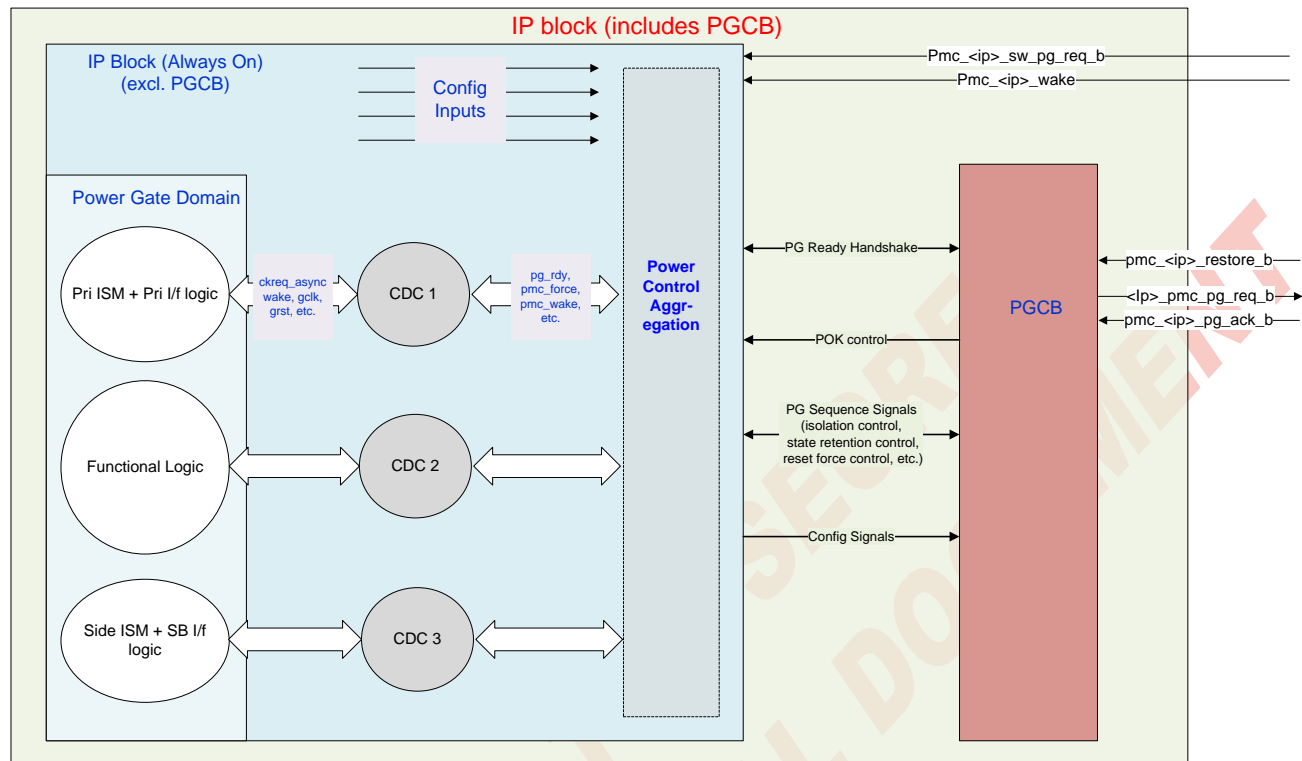 IP block (includes PGCB)
IP Block (Always On)
(excl. PGCB)
Config
Inputs
Pmc_<ip>_sw_pg_req_b
Pmc_<ip>_wake
Power Gate Domain
Pri ISM + Pri I/f logic
ckreq_async
wake, gclk,
grst, etc.
CDC 1
pg_rdy,
pmc_force,
pmc_wake,
etc.
Power
Control
Aggr-
egation
PG Ready Handshake
POK control
PGCB
pmc_<ip>_restore_b
<Ip>_pmc_pg_req_b
pmc_<ip>_pg_ack_b
Functional Logic
CDC 2
PG Sequence Signals
(isolation control,
state retention control,
reset force control, etc.)
Config Signals
Side ISM + SB I/f
logic
CDC 3
SECRET
DOCUMENT